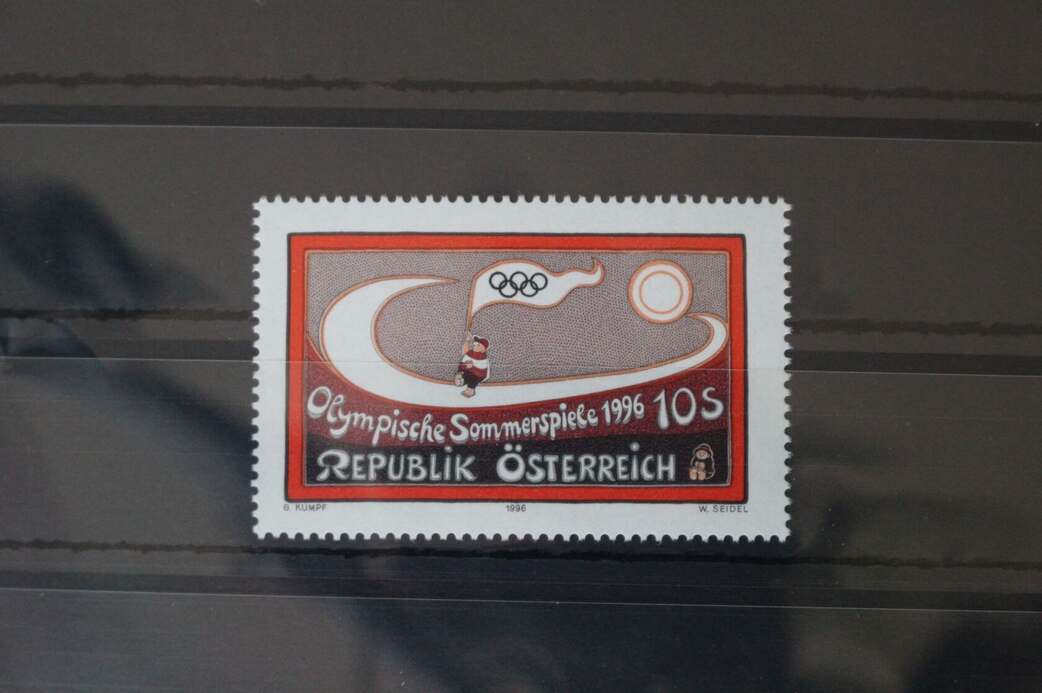 Olympische Sommerspiele 1996 10S
REPUBLIK ÖSTERREICH
G. KUMPF 1996 W. SEIDEL